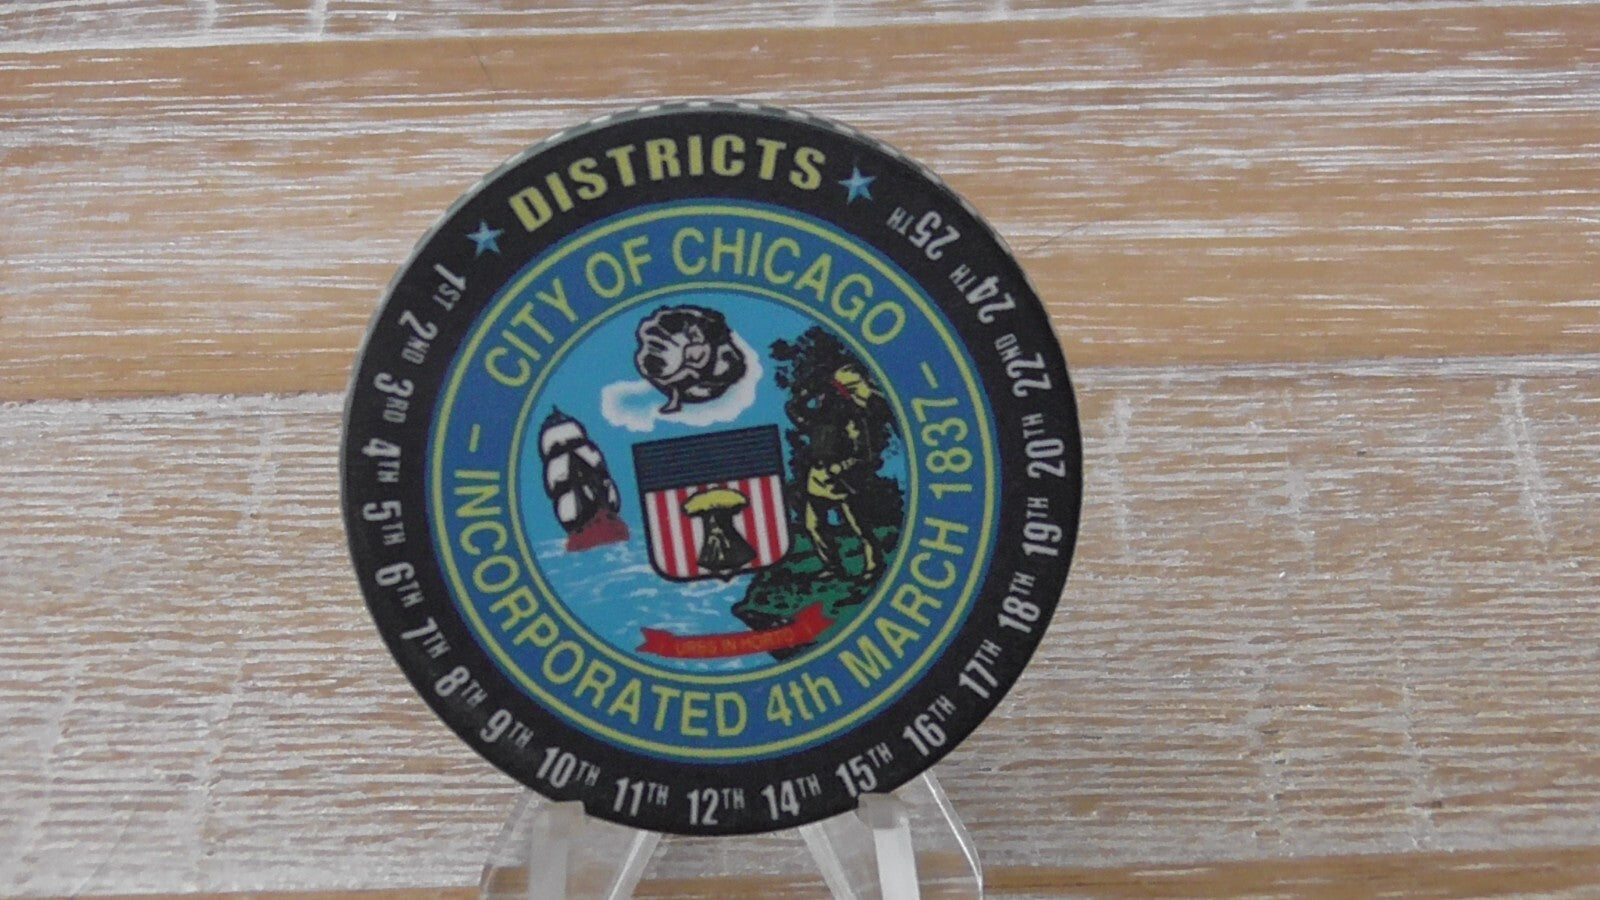 DISTRICTS
1ST 2ND 3RD 4TH 5TH 6TH 7TH 8TH 9TH 10TH 11TH 12TH 14TH 15TH 16TH 17TH 18TH 19TH 20TH 22ND 24TH 25TH
CITY OF CHICAGO
INCORPORATED 4th MARCH 1837
URBS IN HORTO